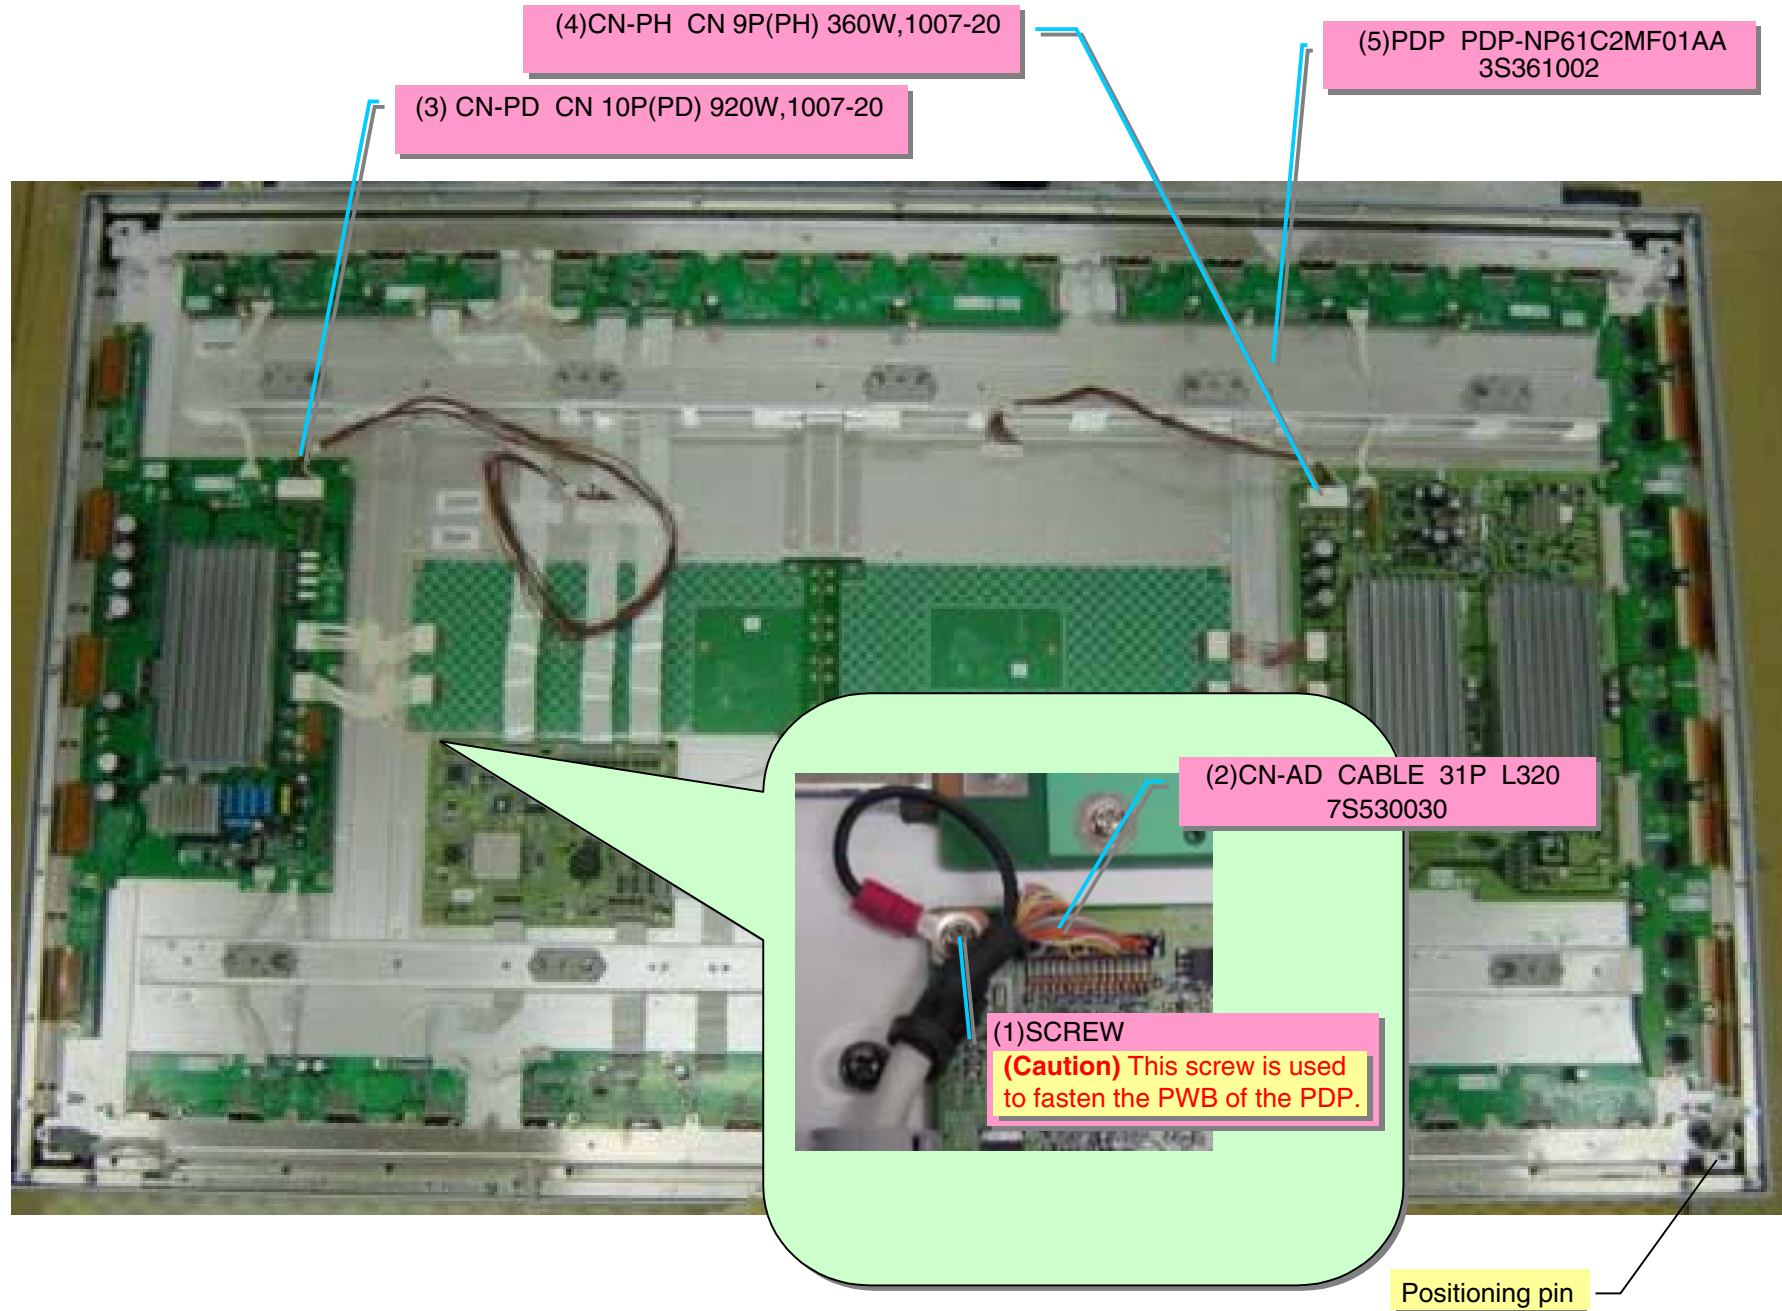 (4)CN-PH CN 9P(PH) 360W,1007-20
(5)PDP PDP-NP61C2MF01AA
3S361002
(3) CN-PD CN 10P(PD) 920W,1007-20
(2)CN-AD CABLE 31P L320
7S530030
(1)SCREW
(Caution) This screw is used
to fasten the PWB of the PDP.
Positioning pin